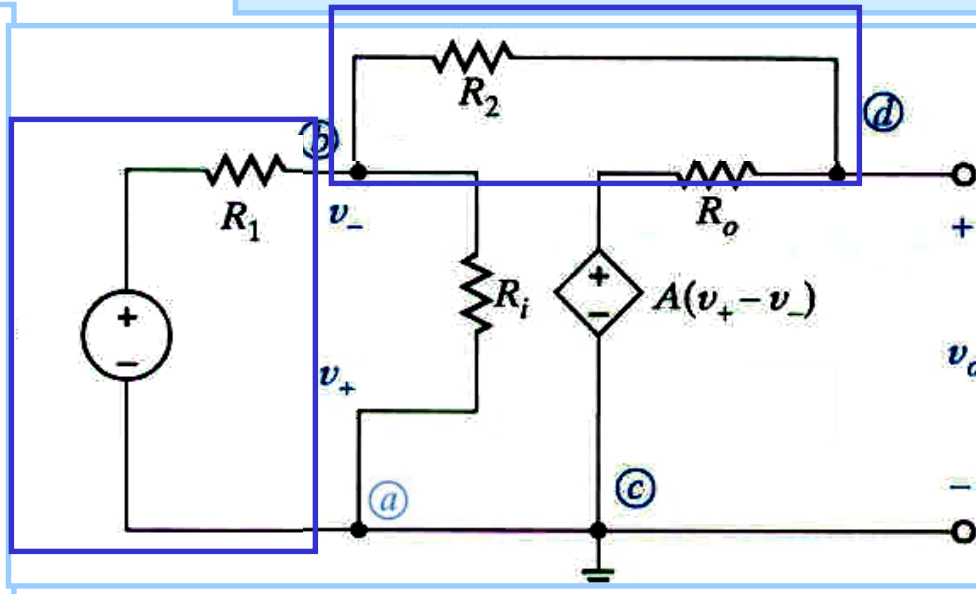 R₂
ⓓ
ⓑ
R₁
v₋
Rₒ
+
+
−
Rᵢ
+
−
A(v₊ − v₋)
v₊
ⓐ
ⓒ
−